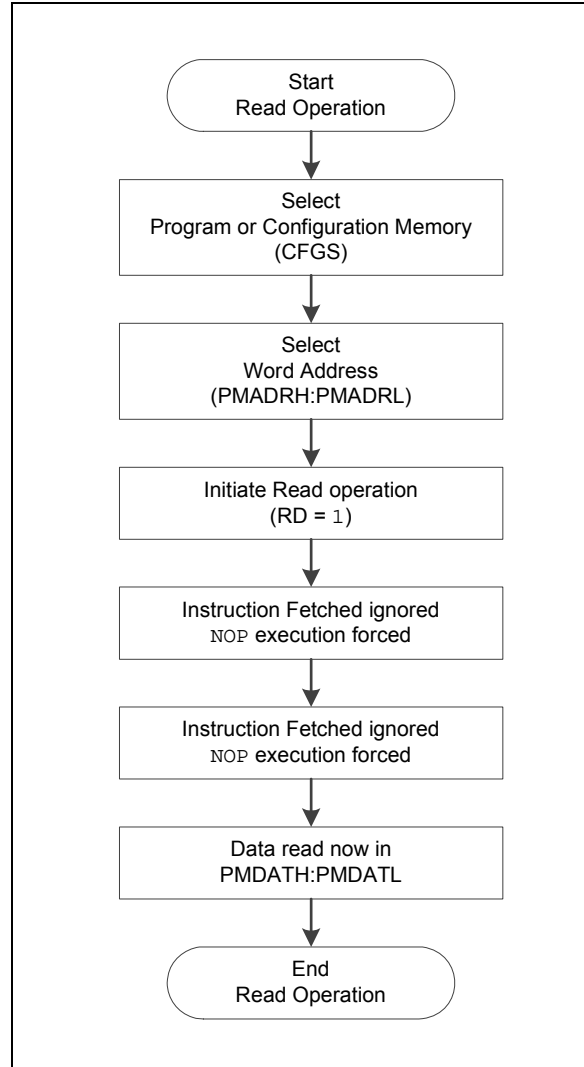 Start
Read Operation
Select
Program or Configuration Memory
(CFGS)
Select
Word Address
(PMADRH:PMADRL)
Initiate Read operation
(RD = 1)
Instruction Fetched ignored
NOP execution forced
Instruction Fetched ignored
NOP execution forced
Data read now in
PMDATH:PMDATL
End
Read Operation